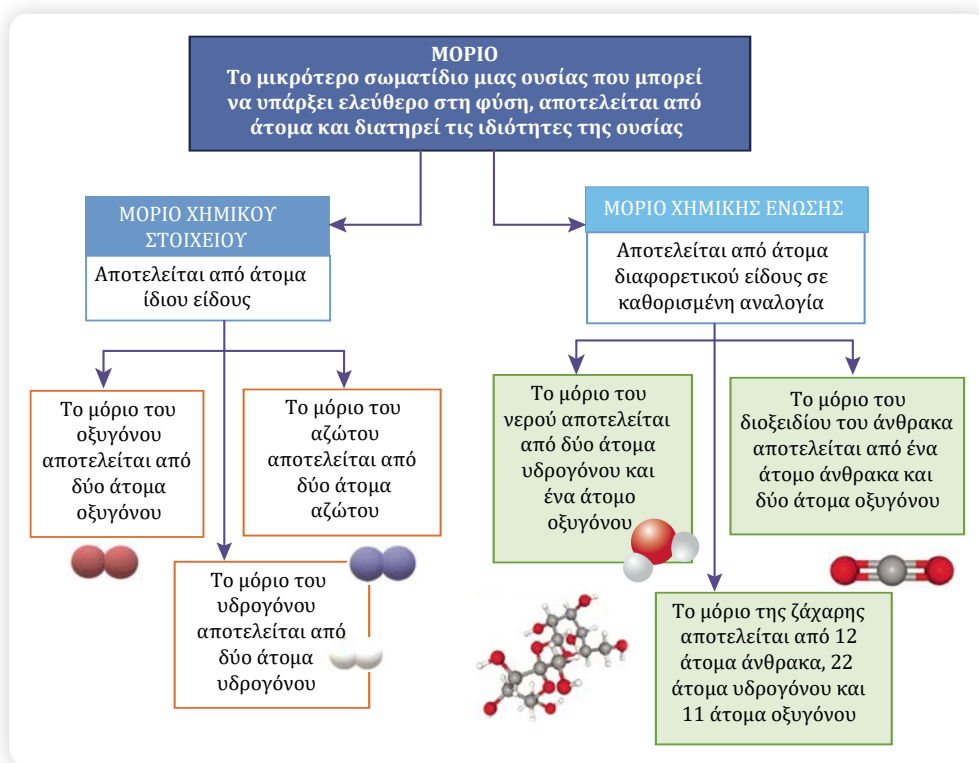 ΜΟΡΙΟ
Το μικρότερο σωματίδιο μιας ουσίας που μπορεί
να υπάρξει ελεύθερο στη φύση, αποτελείται από
άτομα και διατηρεί τις ιδιότητες της ουσίας
ΜΟΡΙΟ ΧΗΜΙΚΟΥ
ΣΤΟΙΧΕΙΟΥ
Αποτελείται από άτομα
ίδιου είδους
Το μόριο του
οξυγόνου
αποτελείται από
δύο άτομα
οξυγόνου
Το μόριο του
αζώτου
αποτελείται από
δύο άτομα
αζώτου
Το μόριο του
υδρογόνου
αποτελείται από
δύο άτομα
υδρογόνου
ΜΟΡΙΟ ΧΗΜΙΚΗΣ ΕΝΩΣΗΣ
Αποτελείται από άτομα
διαφορετικού είδους σε
καθορισμένη αναλογία
Το μόριο του
νερού αποτελείται
από δύο άτομα
υδρογόνου και
ένα άτομο
οξυγόνου
Το μόριο του
διοξειδίου του άνθρακα
αποτελείται από ένα
άτομο άνθρακα και
δύο άτομα οξυγόνου
Το μόριο της ζάχαρης
αποτελείται από 12
άτομα άνθρακα, 22
άτομα υδρογόνου και
11 άτομα οξυγόνου